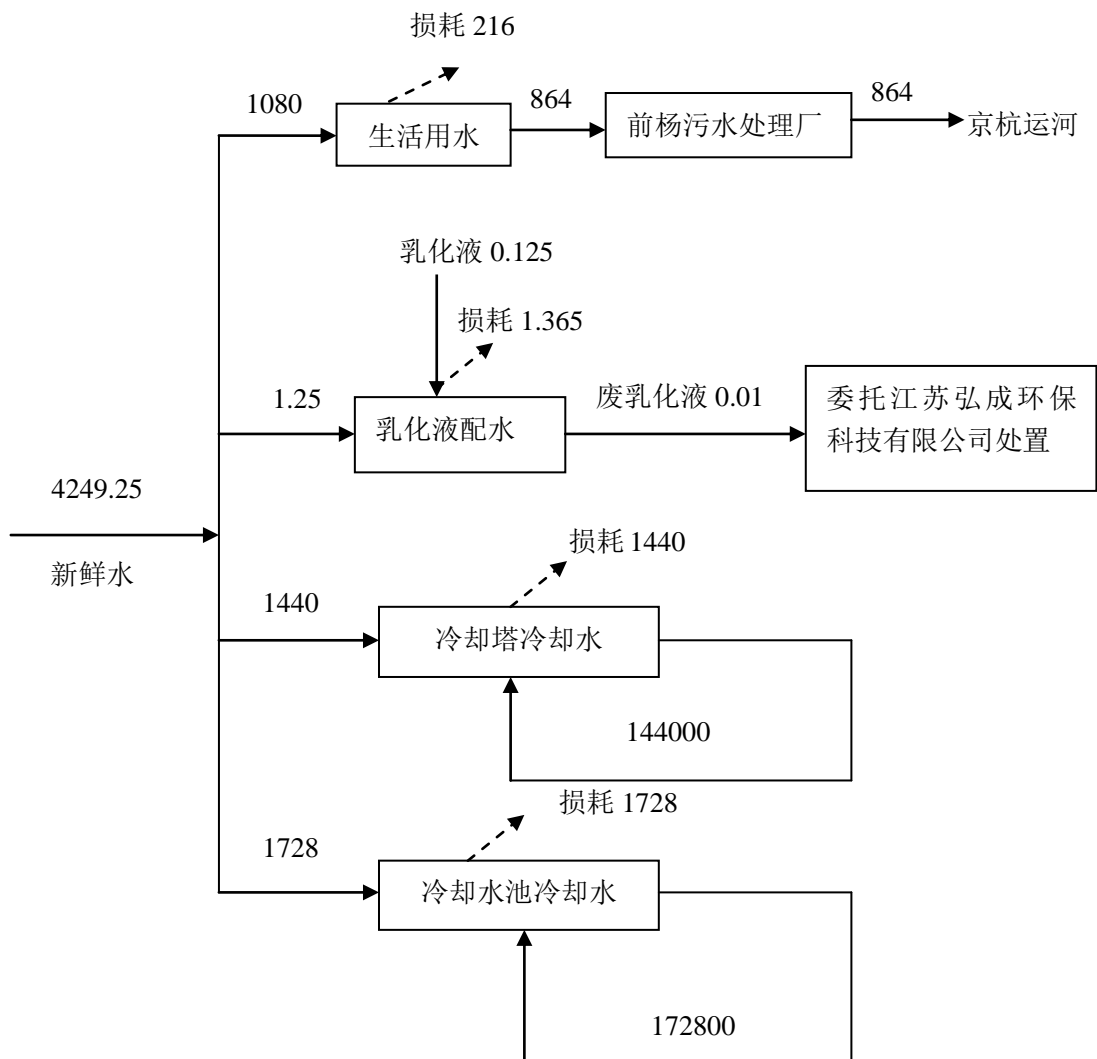 损耗 216
1080
生活用水
864
前杨污水处理厂
864
京杭运河
乳化液 0.125
损耗 1.365
1.25
乳化液配水
废乳化液 0.01
委托江苏弘成环保
科技有限公司处置
4249.25
新鲜水
损耗 1440
1440
冷却塔冷却水
144000
损耗 1728
1728
冷却水池冷却水
172800